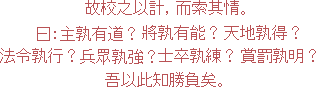 故校之以計，而索其情。
曰：主孰有道？將孰有能？天地孰得？
法令孰行？兵眾孰強？士卒孰練？賞罰孰明？
吾以此知勝負矣。